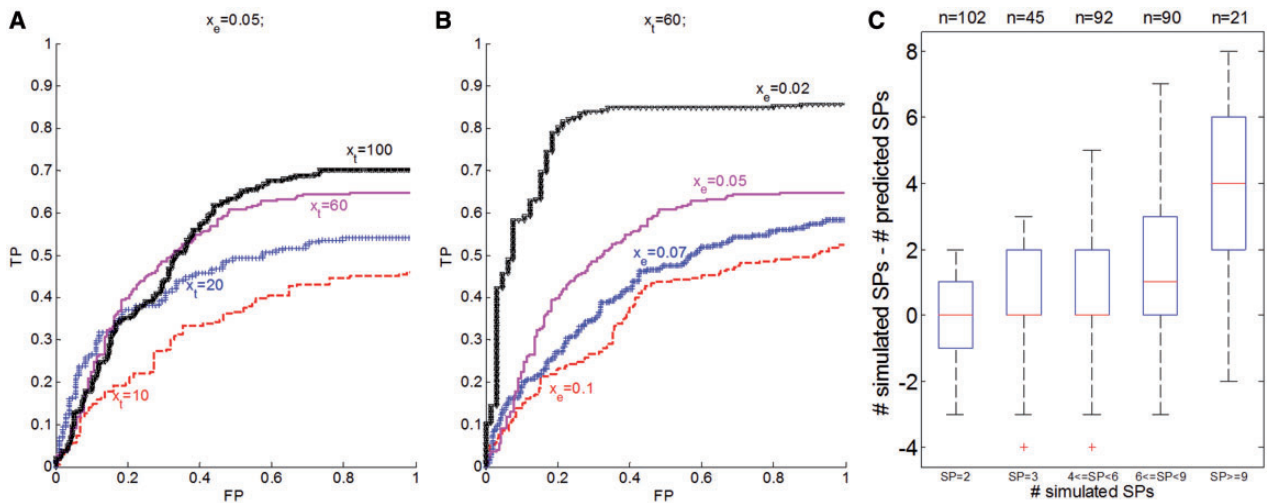 A
x_e=0.05;
1
0.9
0.8
0.7
0.6
0.5
0.4
0.3
0.2
0.1
0
TP
x_t=100
x_t=60
x_t=20
x_t=10
0 0.2 0.4 0.6 0.8 1
FP
B
x_t=60;
1
0.9
0.8
0.7
0.6
0.5
0.4
0.3
0.2
0.1
0
TP
x_e=0.02
x_e=0.05
x_e=0.07
x_e=0.1
0 0.2 0.4 0.6 0.8 1
FP
C
n=102 n=45 n=92 n=90 n=21
8
6
4
2
0
-2
-4
# simulated SPs - # predicted SPs
SP=2 SP=3 4<=SP<6 6<=SP<9 SP>=9
# simulated SPs